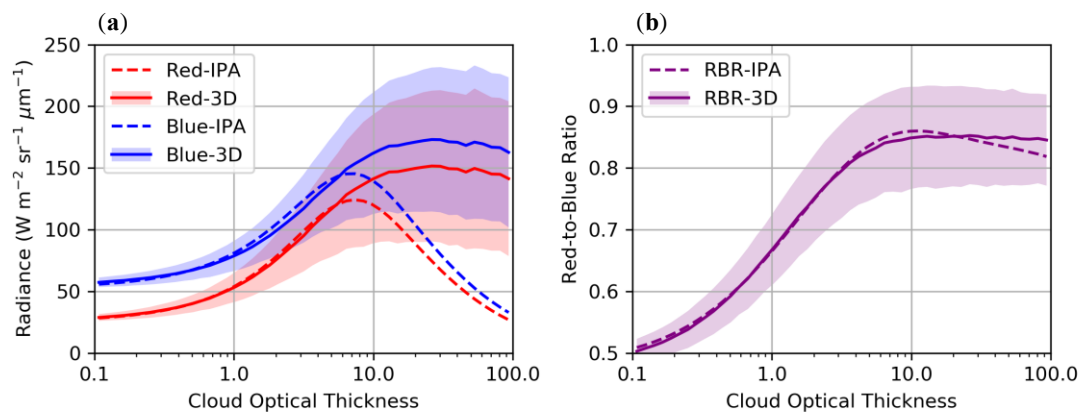 (a)
250
200
150
100
50
0
Radiance (W m⁻² sr⁻¹ μm⁻¹)
Red-IPA
Red-3D
Blue-IPA
Blue-3D
0.1 1.0 10.0 100.0
Cloud Optical Thickness
(b)
1.0
0.9
0.8
0.7
0.6
0.5
Red-to-Blue Ratio
RBR-IPA
RBR-3D
0.1 1.0 10.0 100.0
Cloud Optical Thickness